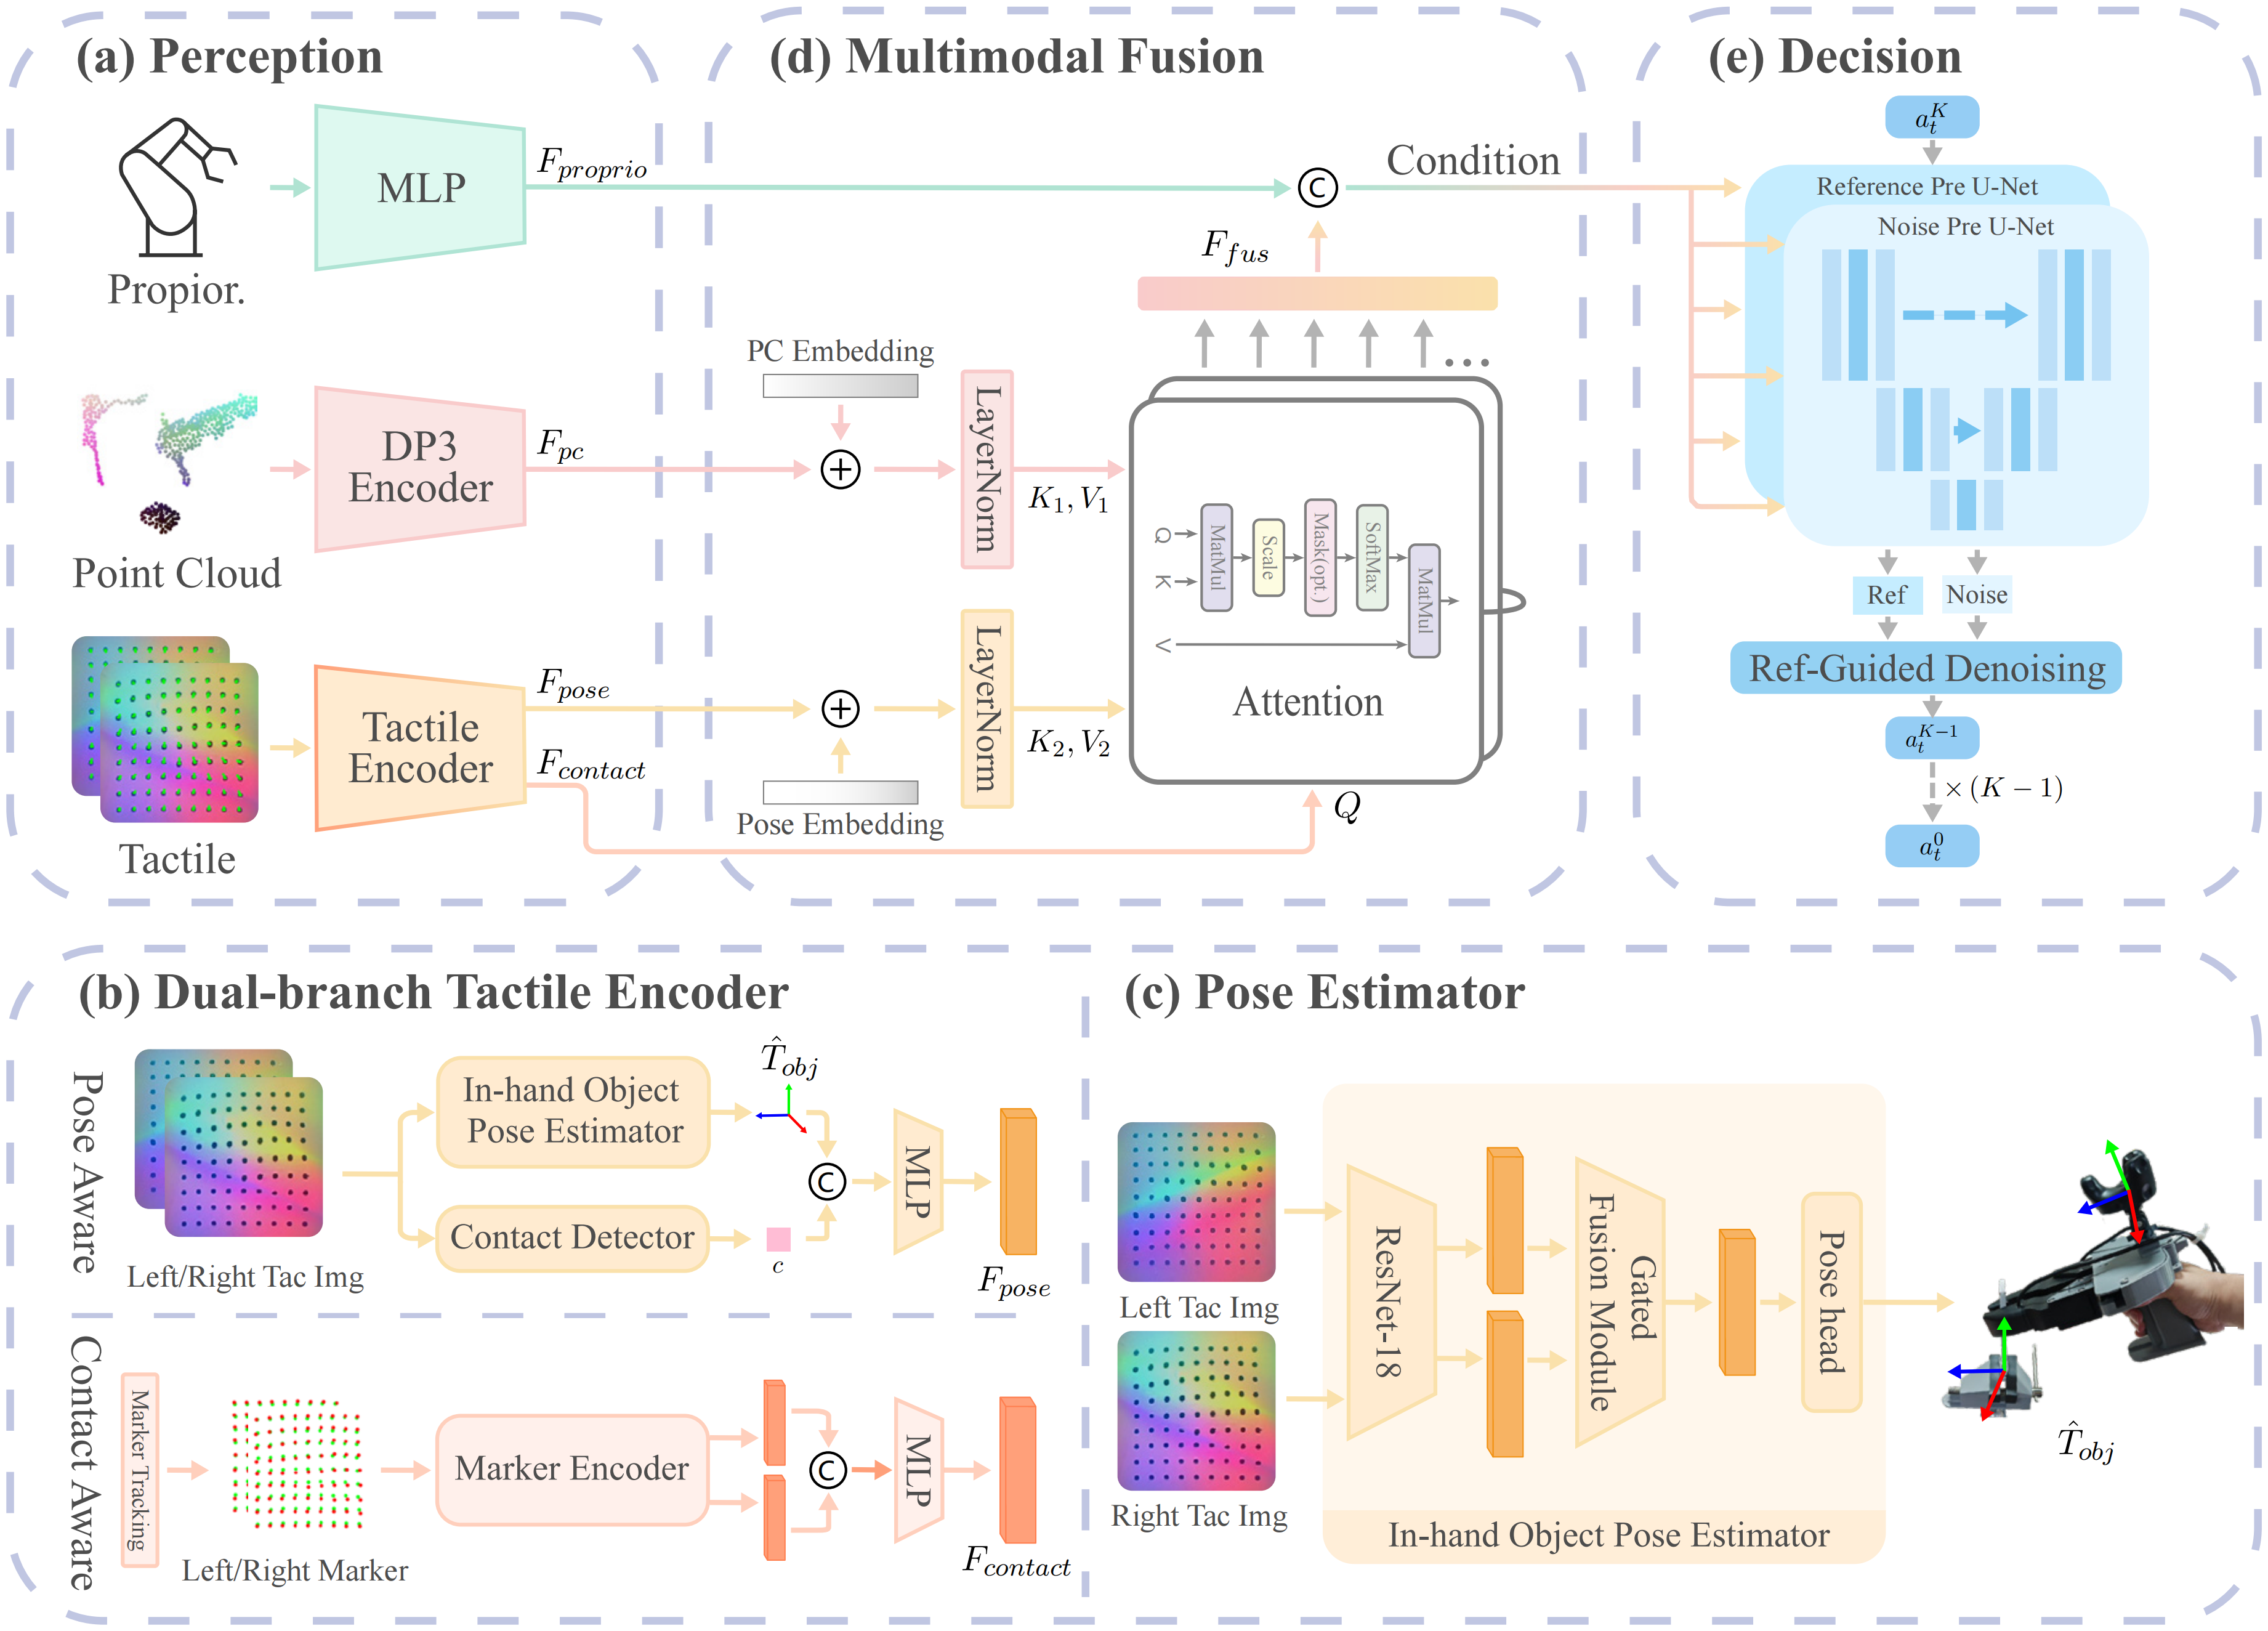 (a) Perception
MLP
F_{proprio}
Propior.
DP3
Encoder
F_{pc}
Point Cloud
Tactile
Encoder
F_{pose}
F_{contact}
Tactile
(d) Multimodal Fusion
C
Condition
F_{fus}
PC Embedding
+
LayerNorm
K_1, V_1
+
Pose Embedding
LayerNorm
K_2, V_2
...
Q
K
V
MatMul
Scale
Mask(opt.)
SoftMax
MatMul
Attention
Q
(e) Decision
a_t^K
Reference Pre U-Net
Noise Pre U-Net
Ref
Noise
Ref-Guided Denoising
a_t^{K-1}
× (K − 1)
a_t^0
(b) Dual-branch Tactile Encoder
Pose Aware
Left/Right Tac Img
In-hand Object
Pose Estimator
Contact Detector
\hat{T}_{obj}
c
C
MLP
F_{pose}
Contact Aware
Marker Tracking
Left/Right Marker
Marker Encoder
C
MLP
F_{contact}
(c) Pose Estimator
Left Tac Img
Right Tac Img
ResNet-18
Gated
Fusion Module
Pose head
In-hand Object Pose Estimator
\hat{T}_{obj}